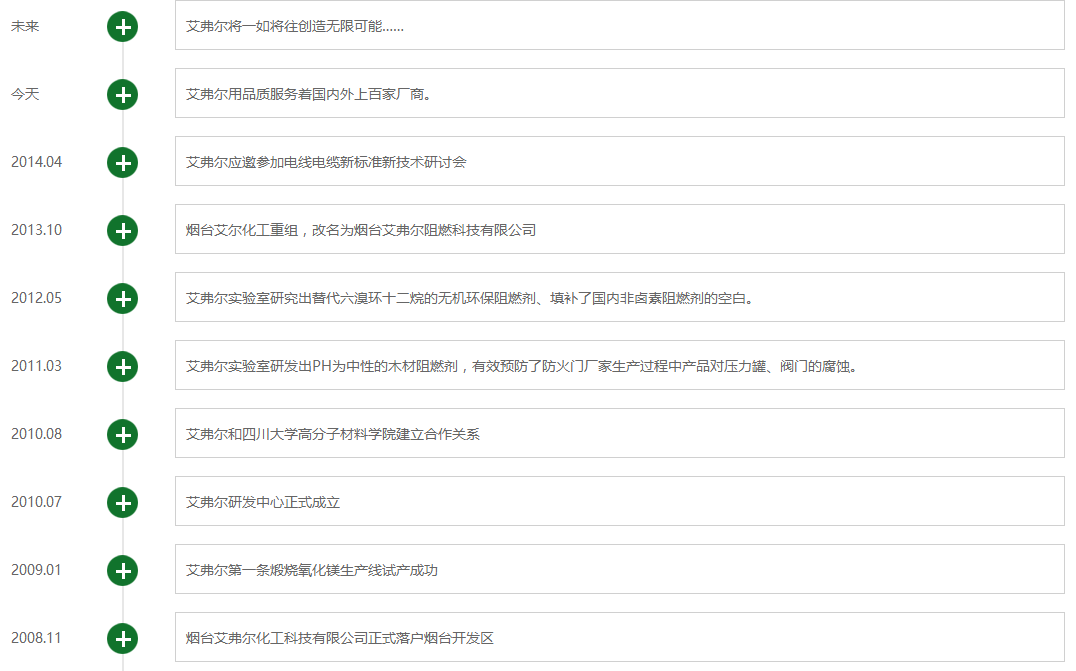 未来
艾弗尔将一如将往创造无限可能......
今天
艾弗尔用品质服务着国内外上百家厂商。
2014.04
艾弗尔应邀参加电线电缆新标准新技术研讨会
2013.10
烟台艾尔化工重组，改名为烟台艾弗尔阻燃科技有限公司
2012.05
艾弗尔实验室研究出替代六溴环十二烷的无机环保阻燃剂、填补了国内非卤素阻燃剂的空白。
2011.03
艾弗尔实验室研发出PH为中性的木材阻燃剂，有效预防了防火门厂家生产过程中产品对压力罐、阀门的腐蚀。
2010.08
艾弗尔和四川大学高分子材料学院建立合作关系
2010.07
艾弗尔研发中心正式成立
2009.01
艾弗尔第一条煅烧氧化镁生产线试产成功
2008.11
烟台艾弗尔化工科技有限公司正式落户烟台开发区